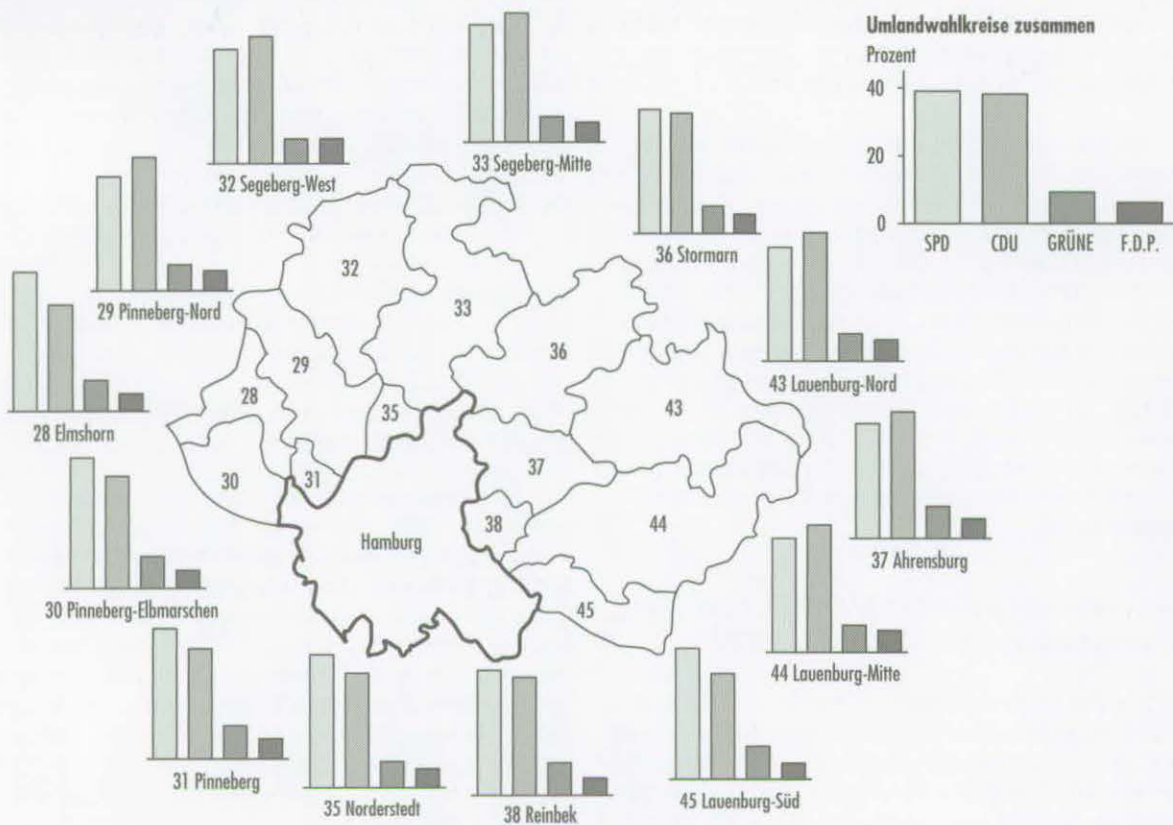 Umlandwahlkreise zusammen
Prozent
40
20
0
SPD CDU GRÜNE F.D.P.
32 Segeberg-West
33 Segeberg-Mitte
36 Stormarn
29 Pinneberg-Nord
43 Lauenburg-Nord
28 Elmshorn
37 Ahrensburg
30 Pinneberg-Elbmarschen
44 Lauenburg-Mitte
31 Pinneberg
35 Norderstedt
38 Reinbek
45 Lauenburg-Süd
32
33
29
36
28
35
43
30
31
37
38
44
Hamburg
45